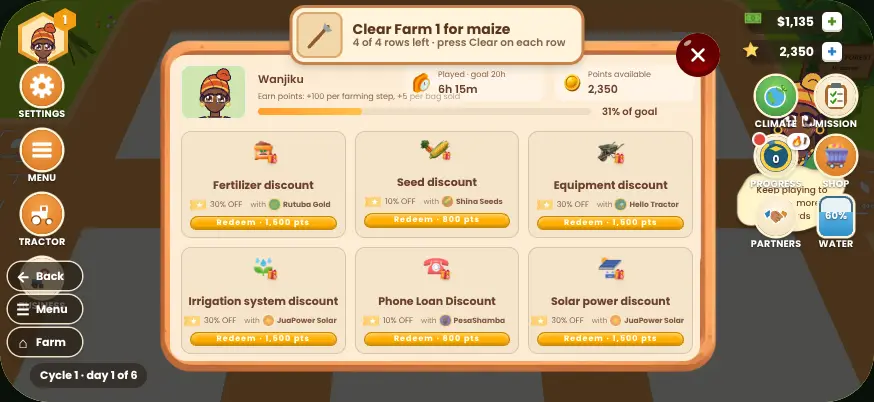 1
Clear Farm 1 for maize
4 of 4 rows left · press Clear on each row
$1,135
2,350
SETTINGS
MENU
TRACTOR
Back
Menu
Farm
Cycle 1 · day 1 of 6
Wanjiku
Earn points: +100 per farming step, +5 per bag sold
Played · goal 20h
6h 15m
Points available
2,350
31% of goal
Fertilizer discount
30% OFF with Rutuba Gold
Redeem · 1,500 pts
Seed discount
10% OFF with Shina Seeds
Redeem · 800 pts
Equipment discount
30% OFF with Hello Tractor
Redeem · 1,500 pts
Irrigation system discount
30% OFF with JuaPower Solar
Redeem · 1,500 pts
Phone Loan Discount
10% OFF with PesaShamba
Redeem · 800 pts
Solar power discount
30% OFF with JuaPower Solar
Redeem · 1,500 pts
CLIMATE
MISSION
0
PROGRESS
SHOP
Keep playing to
more
60%
PARTNERS
WATER